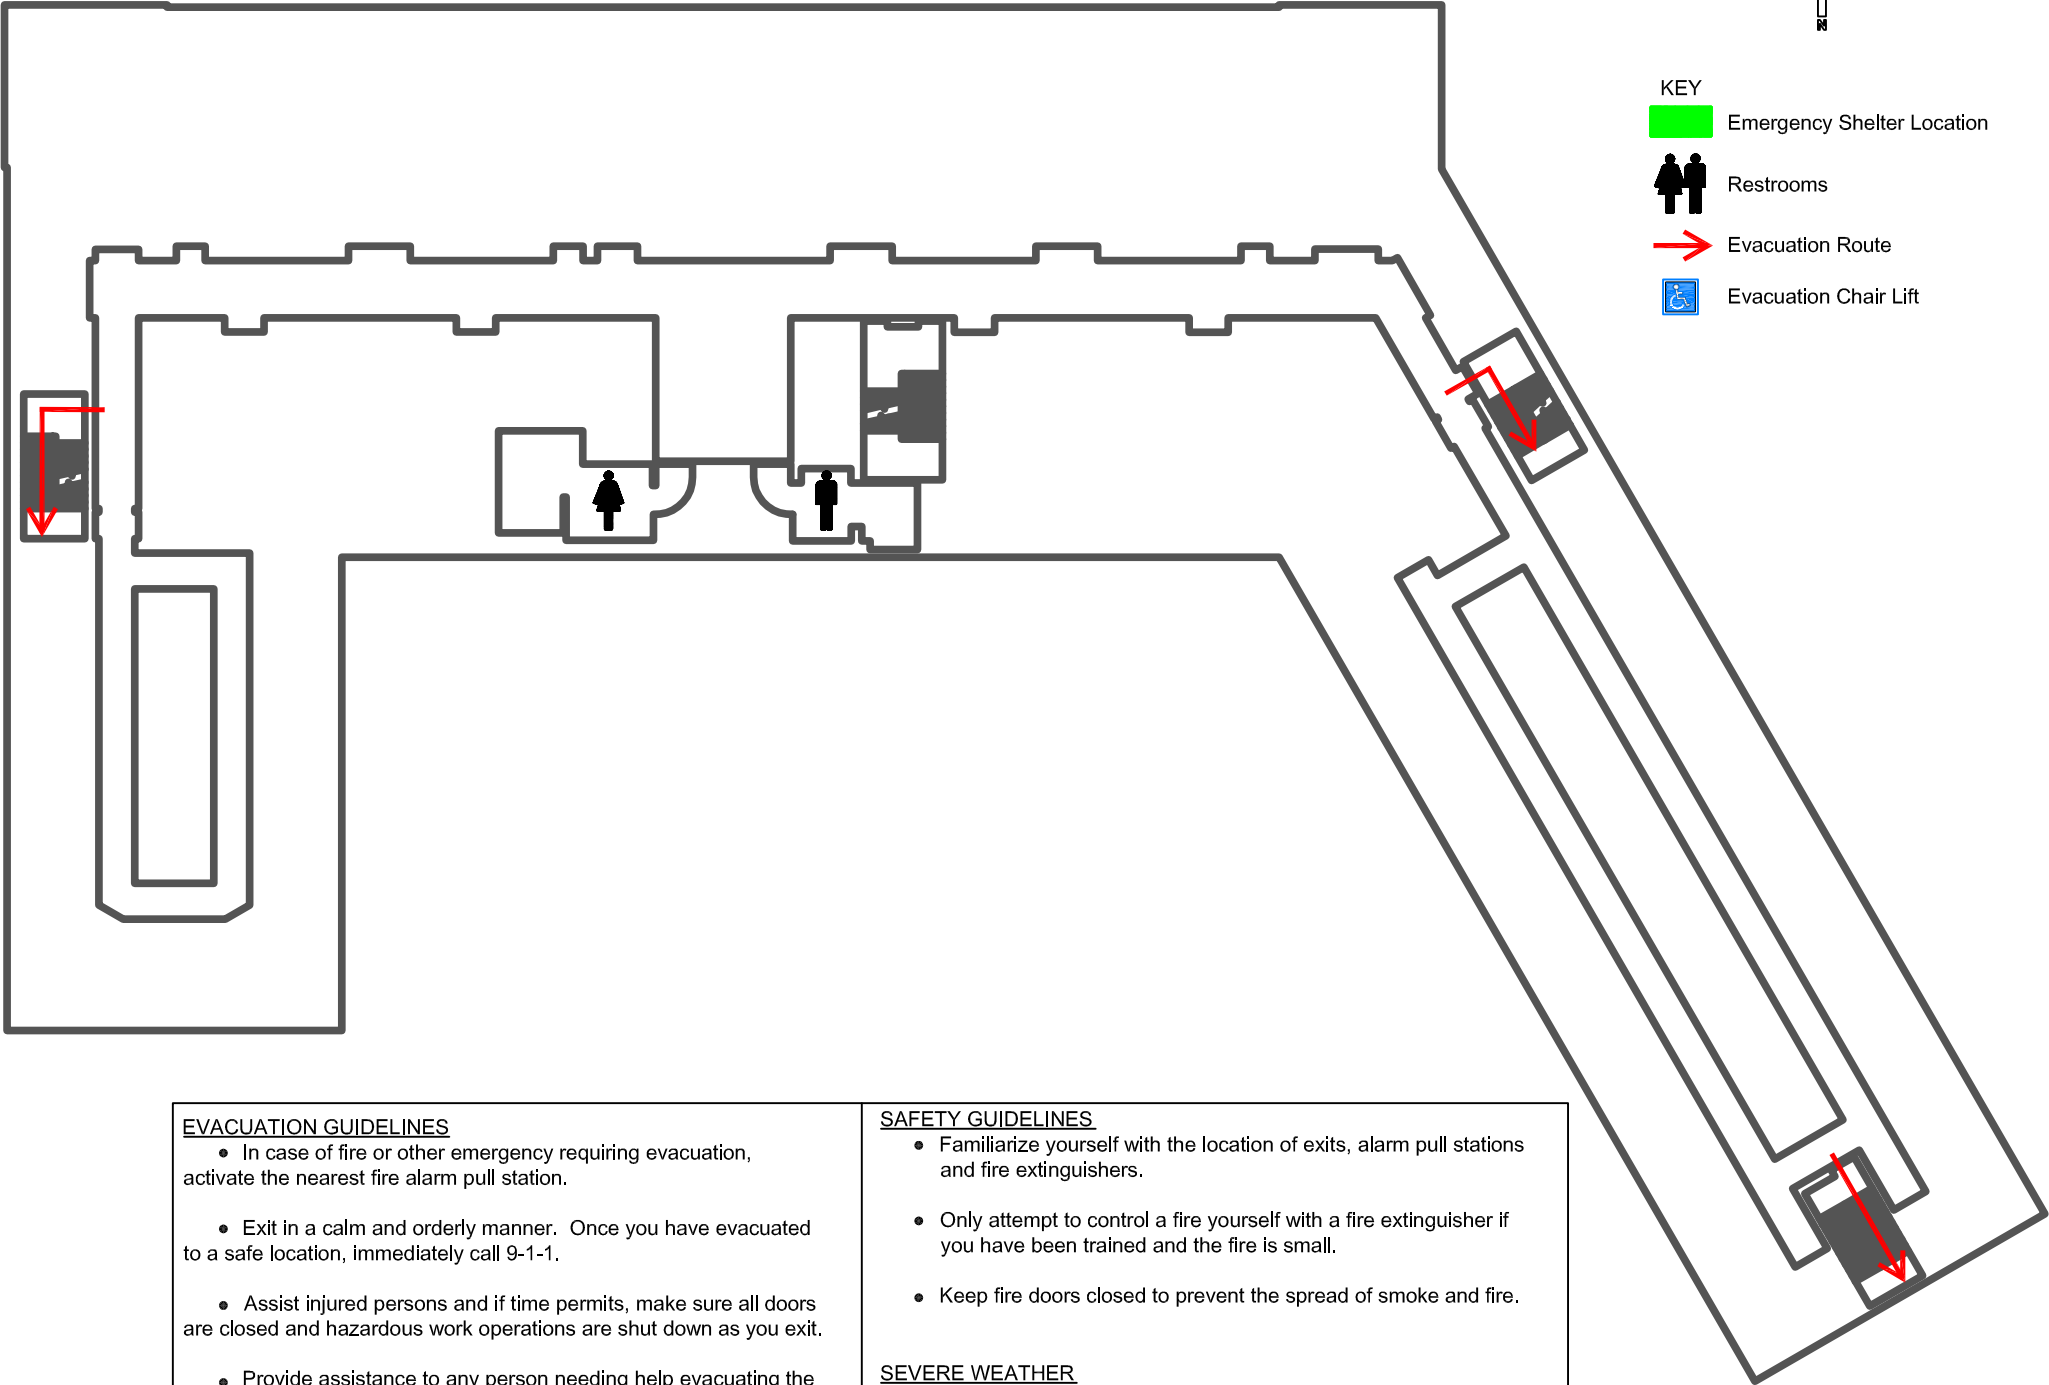 N
KEY
Emergency Shelter Location
Restrooms
Evacuation Route
Evacuation Chair Lift
EVACUATION GUIDELINES
• In case of fire or other emergency requiring evacuation,
activate the nearest fire alarm pull station.
• Exit in a calm and orderly manner. Once you have evacuated
to a safe location, immediately call 9-1-1.
• Assist injured persons and if time permits, make sure all doors
are closed and hazardous work operations are shut down as you exit.
• Provide assistance to any person needing help evacuating the
SAFETY GUIDELINES
• Familiarize yourself with the location of exits, alarm pull stations
and fire extinguishers.
• Only attempt to control a fire yourself with a fire extinguisher if
you have been trained and the fire is small.
• Keep fire doors closed to prevent the spread of smoke and fire.
SEVERE WEATHER